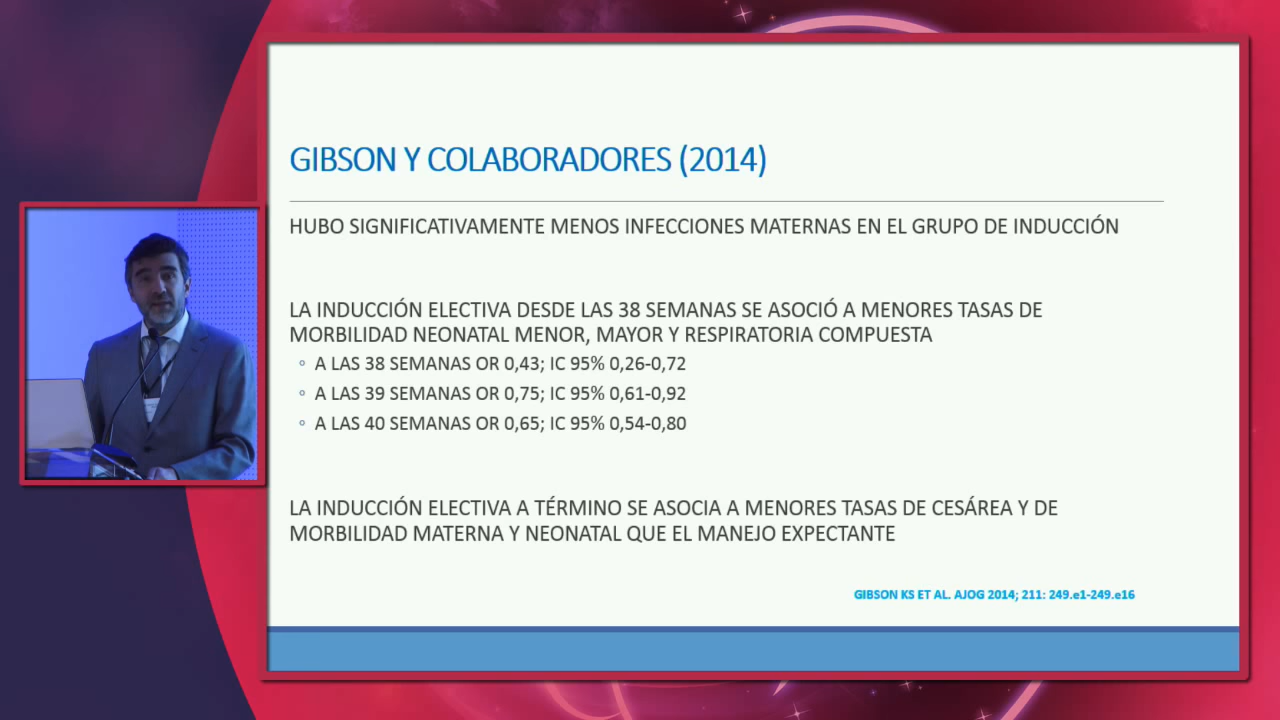 GIBSON Y COLABORADORES (2014)
HUBO SIGNIFICATIVAMENTE MENOS INFECCIONES MATERNAS EN EL GRUPO DE INDUCCIÓN
LA INDUCCIÓN ELECTIVA DESDE LAS 38 SEMANAS SE ASOCIÓ A MENORES TASAS DE
MORBILIDAD NEONATAL MENOR, MAYOR Y RESPIRATORIA COMPUESTA
◦ A LAS 38 SEMANAS OR 0,43; IC 95% 0,26-0,72
◦ A LAS 39 SEMANAS OR 0,75; IC 95% 0,61-0,92
◦ A LAS 40 SEMANAS OR 0,65; IC 95% 0,54-0,80
LA INDUCCIÓN ELECTIVA A TÉRMINO SE ASOCIA A MENORES TASAS DE CESÁREA Y DE
MORBILIDAD MATERNA Y NEONATAL QUE EL MANEJO EXPECTANTE
GIBSON KS ET AL. AJOG 2014; 211: 249.e1-249.e16